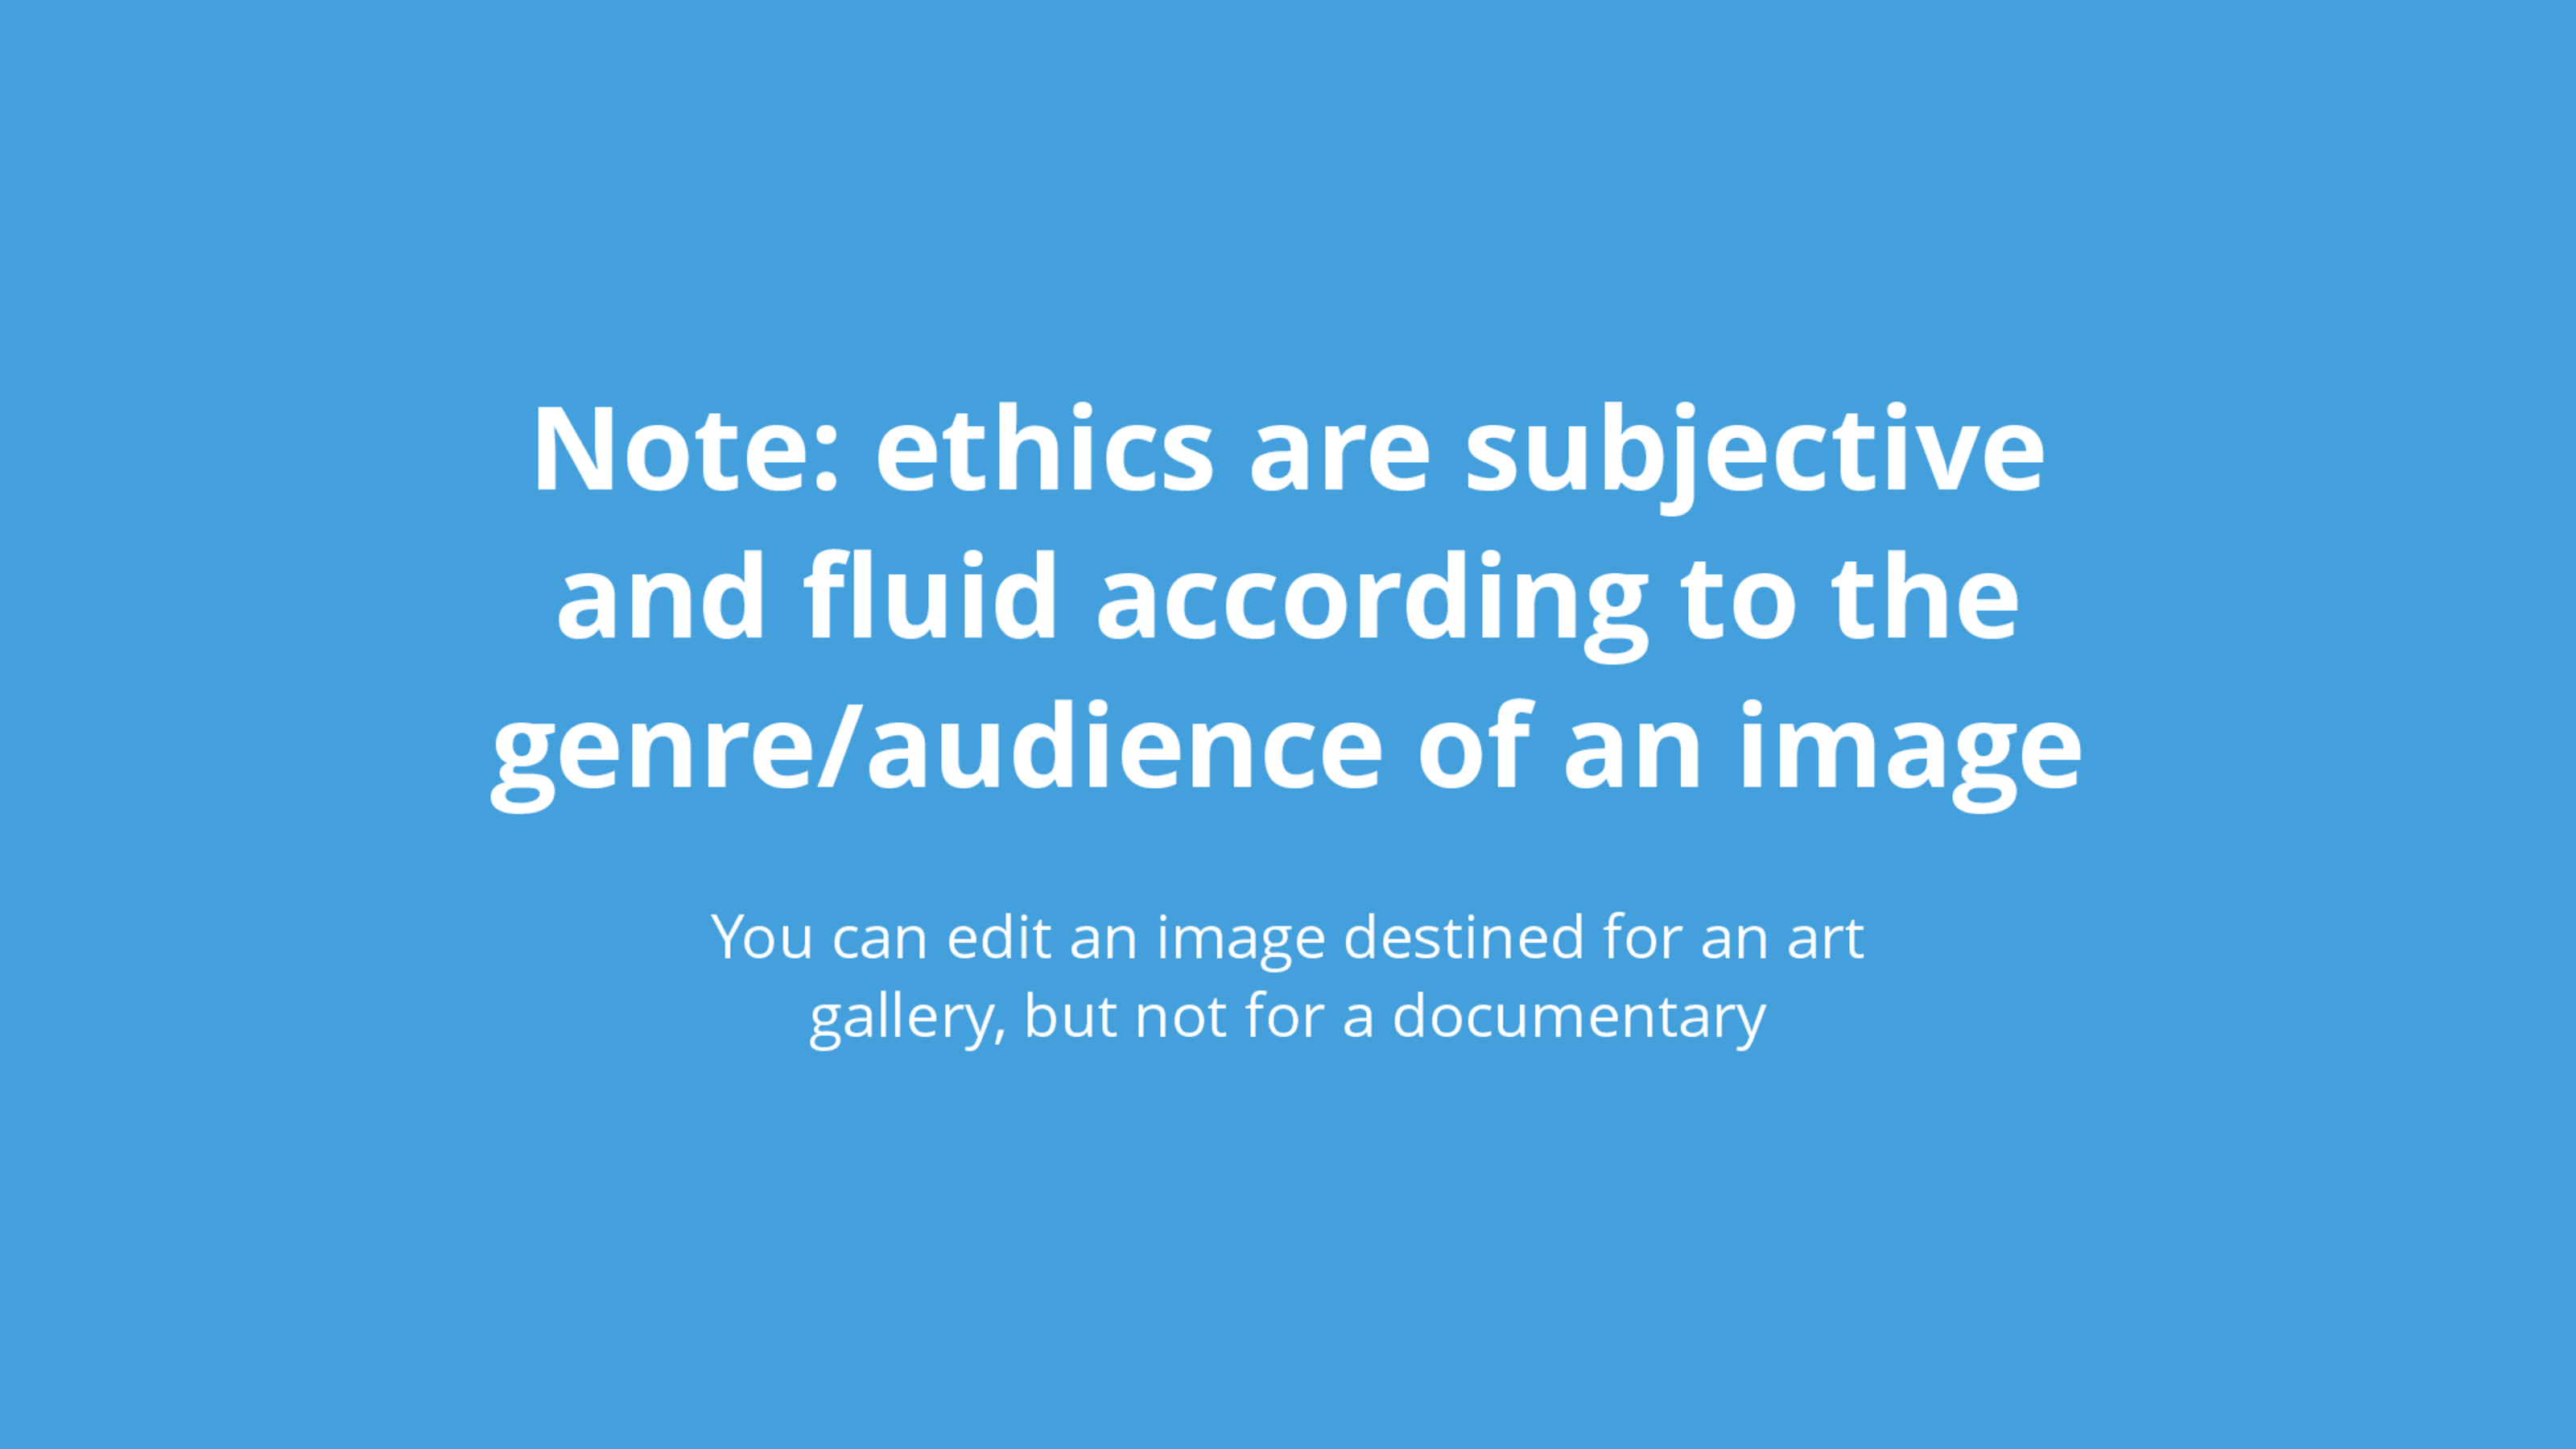 Note: ethics are subjective
and fluid according to the
genre/audience of an image
You can edit an image destined for an art
gallery, but not for a documentary